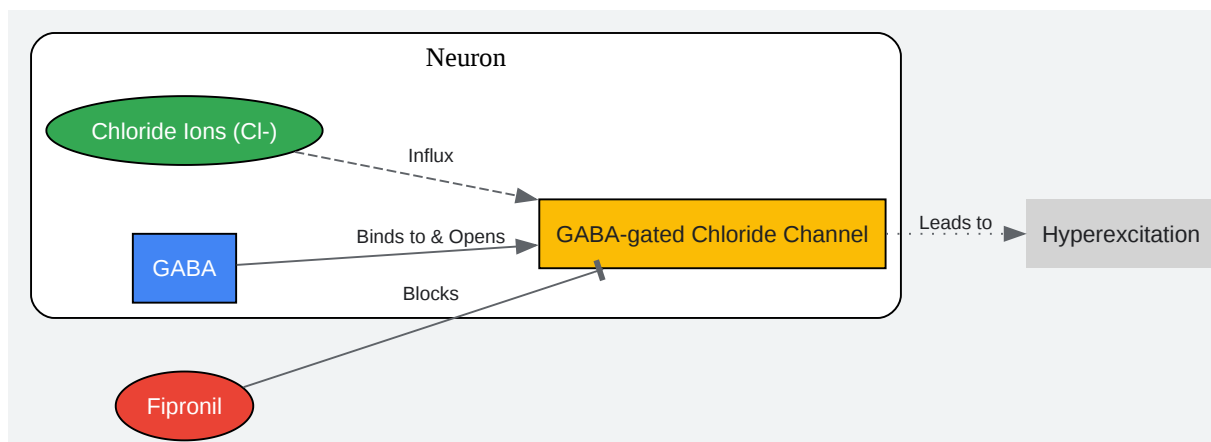 Neuron
Chloride Ions (Cl-)
Influx
GABA-gated Chloride Channel
Leads to
Hyperexcitation
Binds to & Opens
GABA
Blocks
Fipronil